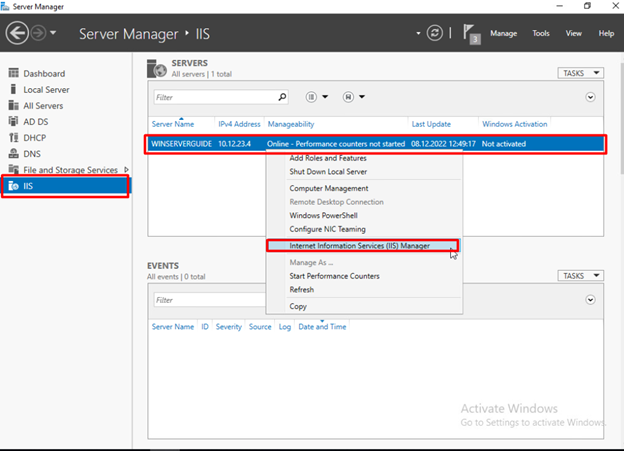 Server Manager
Server Manager ▸ IIS
3
Manage Tools View Help
Dashboard
Local Server
All Servers
AD DS
DHCP
DNS
File and Storage Services
IIS
SERVERS
All servers | 1 total
TASKS
Filter
Server Name IPv4 Address Manageability Last Update Windows Activation
WINSERVERGUIDE 10.12.23.4 Online - Performance counters not started 08.12.2022 12:49:17 Not activated
Add Roles and Features
Shut Down Local Server
Computer Management
Remote Desktop Connection
Windows PowerShell
Configure NIC Teaming
Internet Information Services (IIS) Manager
Manage As ...
Start Performance Counters
Refresh
Copy
EVENTS
All events | 0 total
TASKS
Filter
Server Name ID Severity Source Log Date and Time
Activate Windows
Go to Settings to activate Windows.